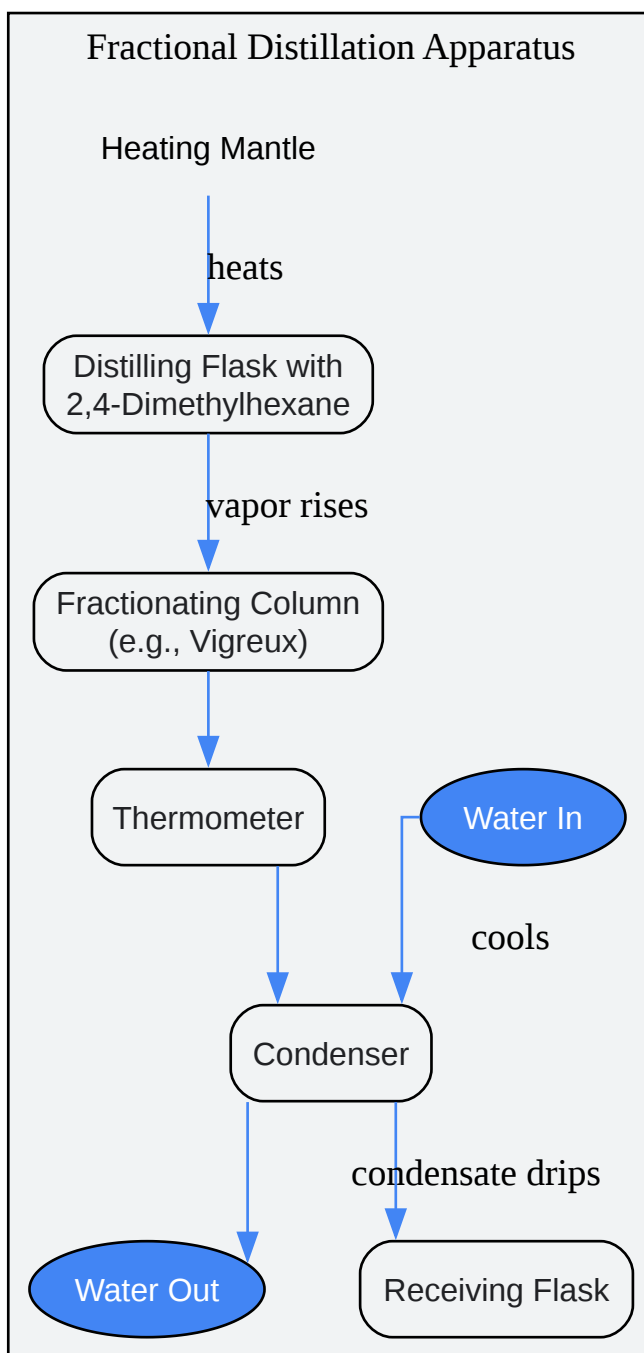 Fractional Distillation Apparatus
Heating Mantle
heats
Distilling Flask with
2,4-Dimethylhexane
vapor rises
Fractionating Column
(e.g., Vigreux)
Thermometer
Water In
cools
Condenser
condensate drips
Water Out
Receiving Flask